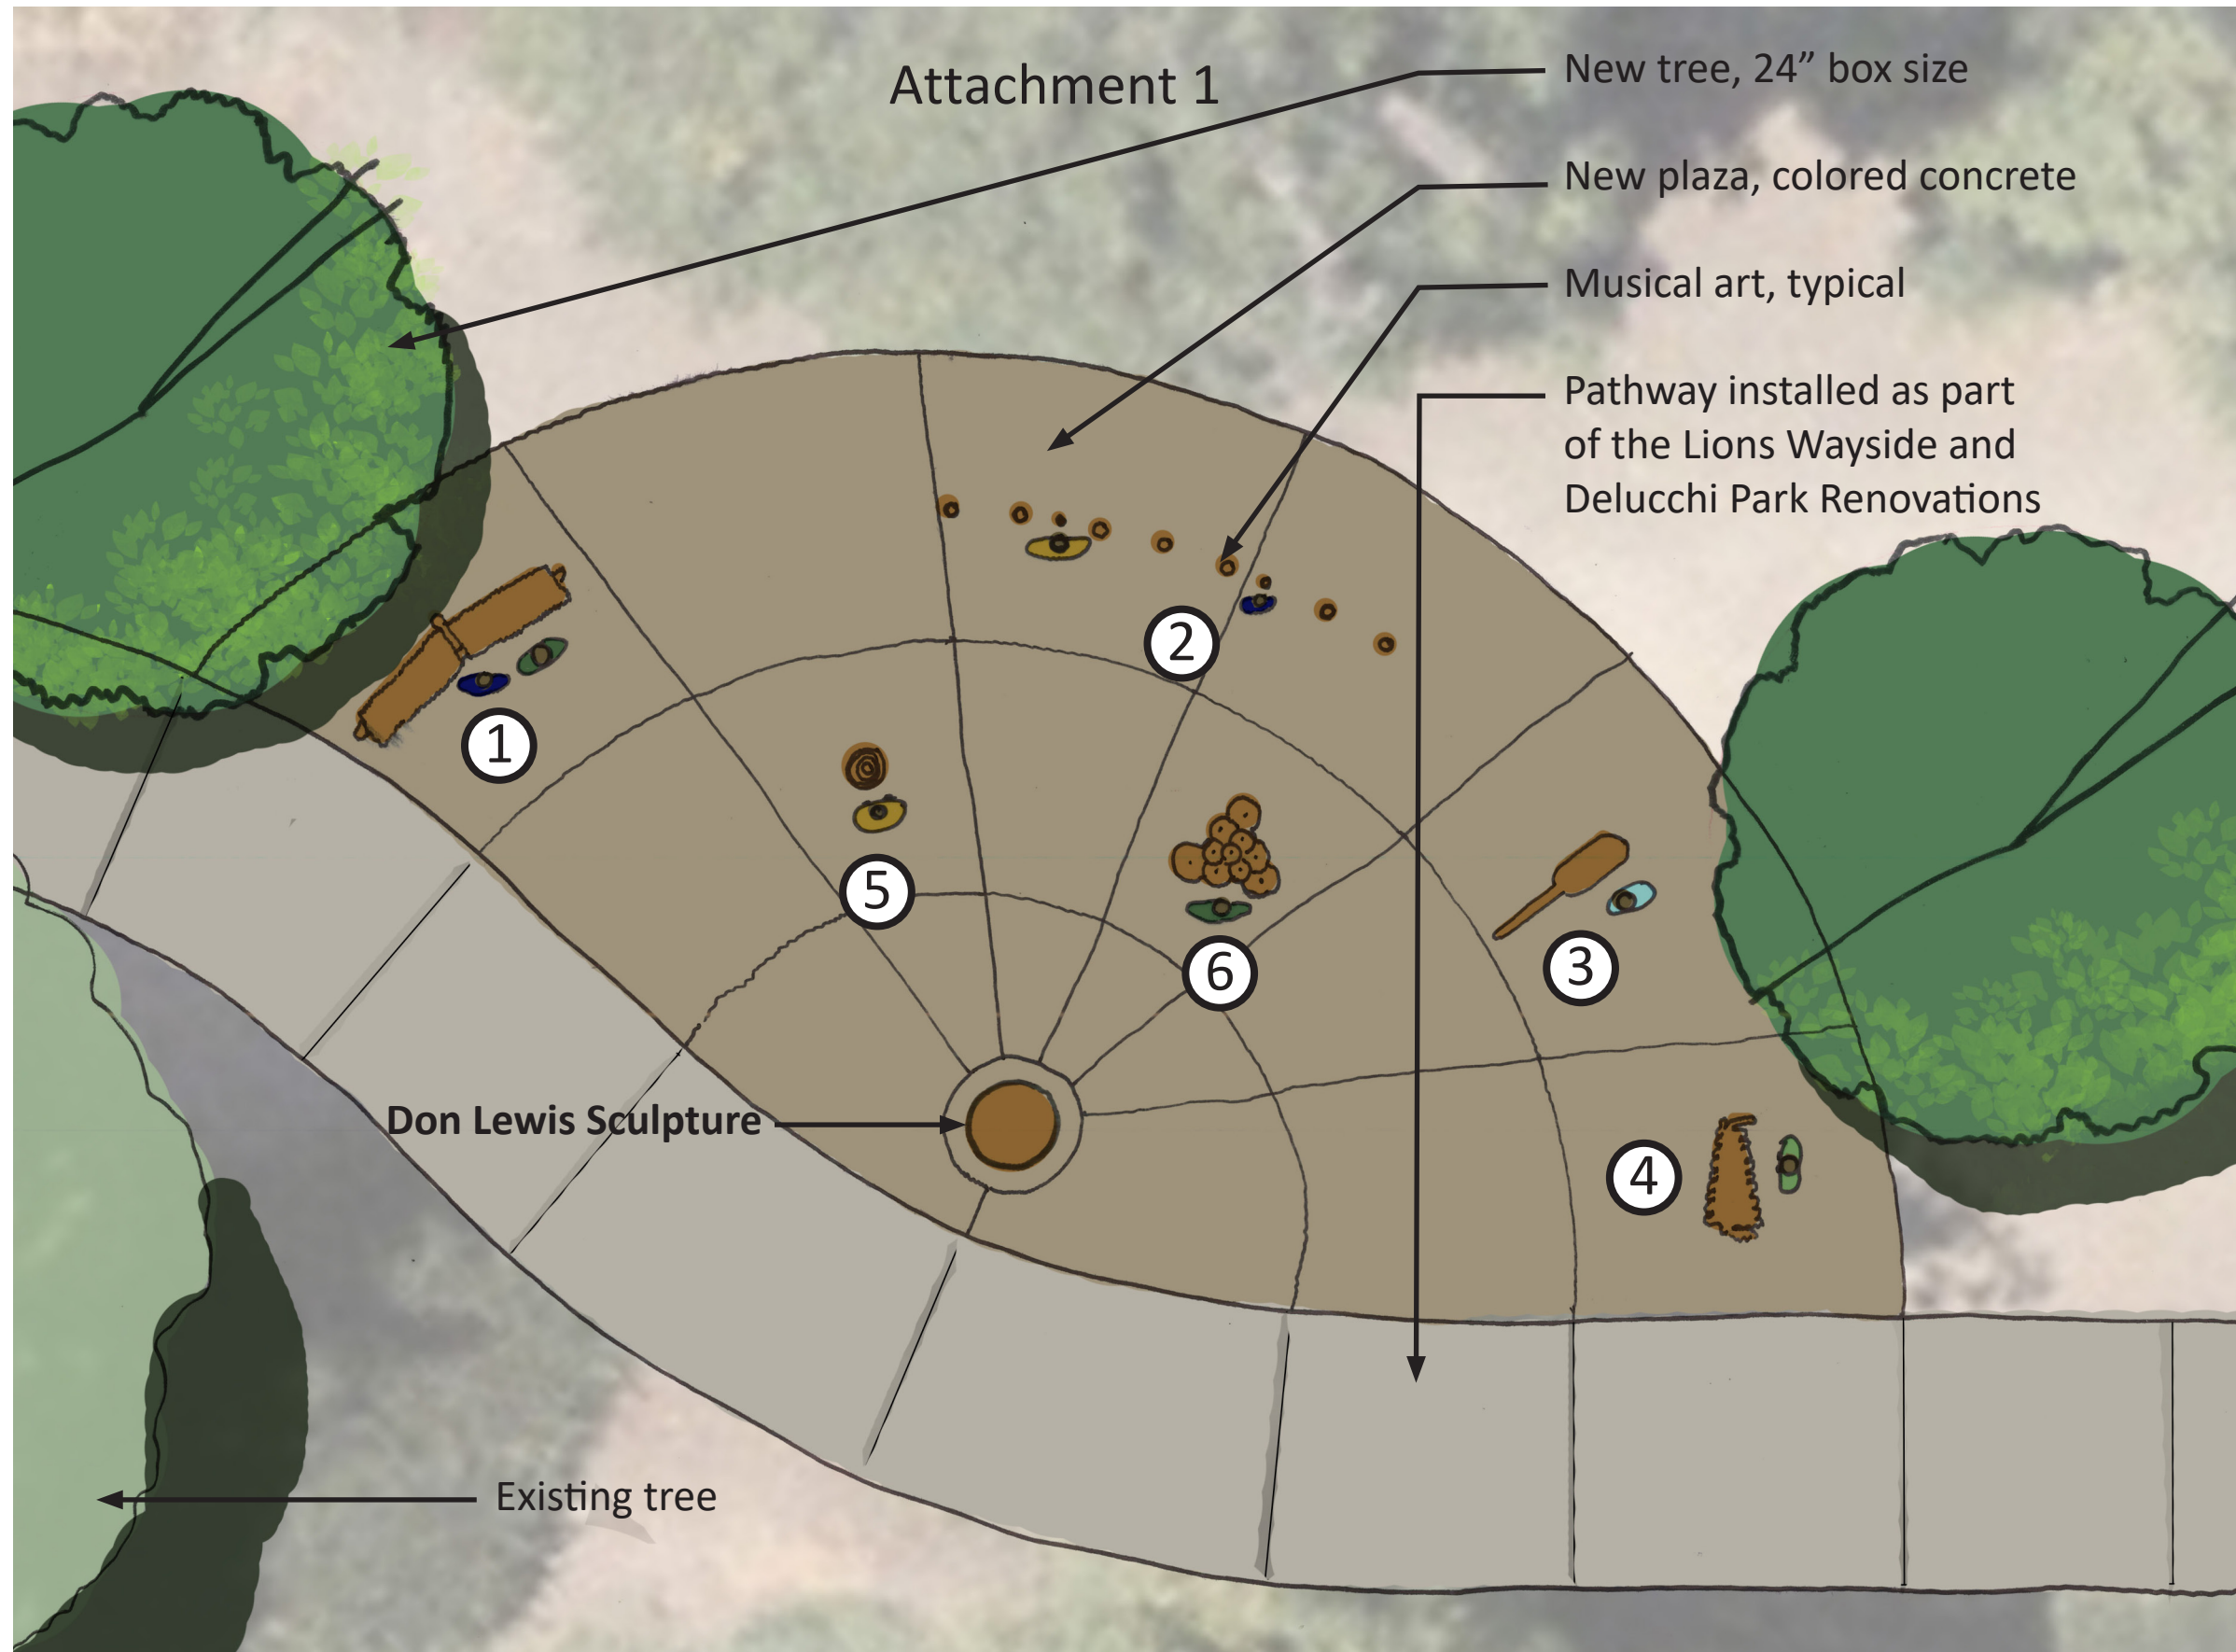 Attachment 1
New tree, 24” box size
New plaza, colored concrete
Musical art, typical
Pathway installed as part
of the Lions Wayside and
Delucchi Park Renovations
2
1
5
6
3
Don Lewis Sculpture
4
Existing tree